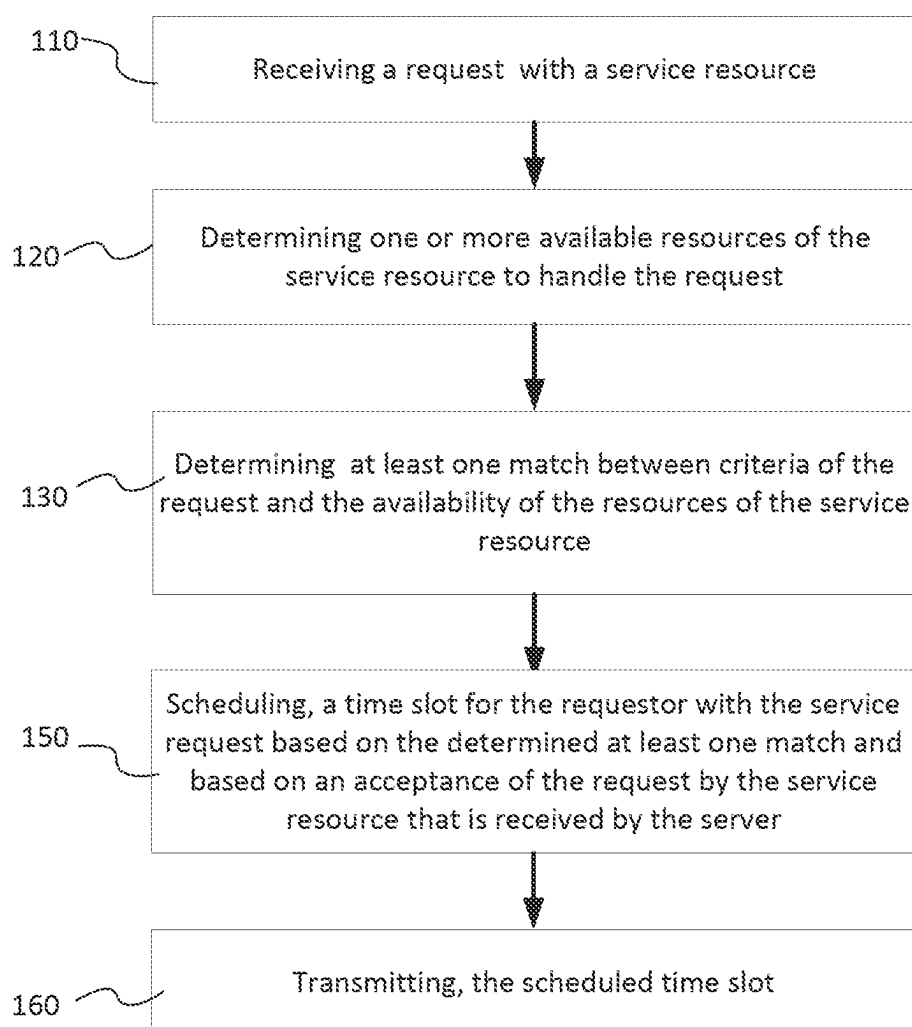 110
Receiving a request with a service resource
120
Determining one or more available resources of the
service resource to handle the request
130
Determining at least one match between criteria of the
request and the availability of the resources of the service
resource
150
Scheduling, a time slot for the requestor with the service
request based on the determined at least one match and
based on an acceptance of the request by the service
resource that is received by the server
160
Transmitting, the scheduled time slot